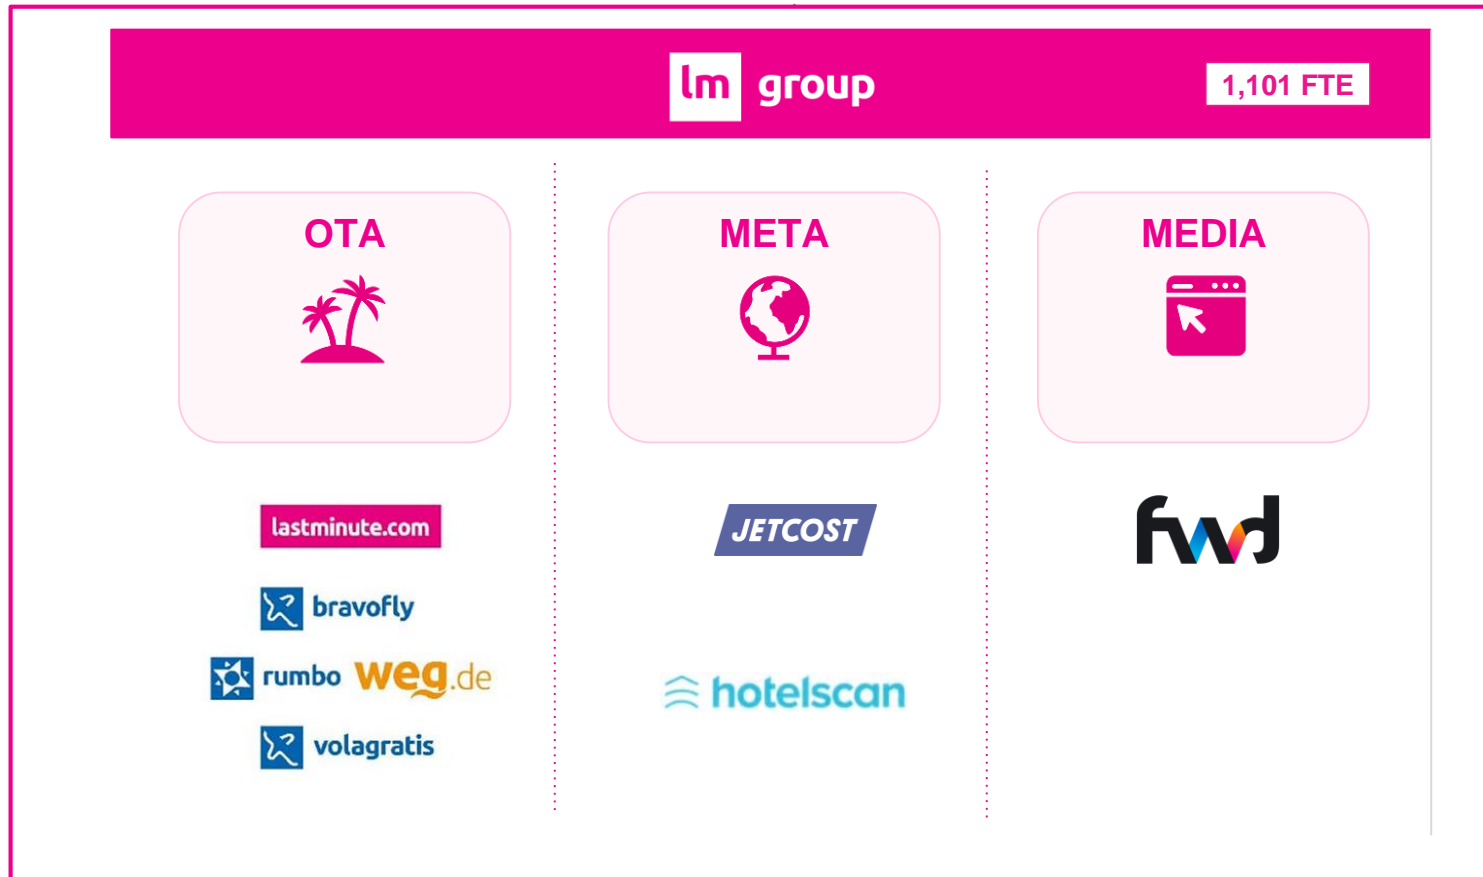 lm group
1,101 FTE
OTA
META
MEDIA
lastminute.com
bravofly
rumbo weg.de
volagratis
JETCOST
hotelscan
fwd